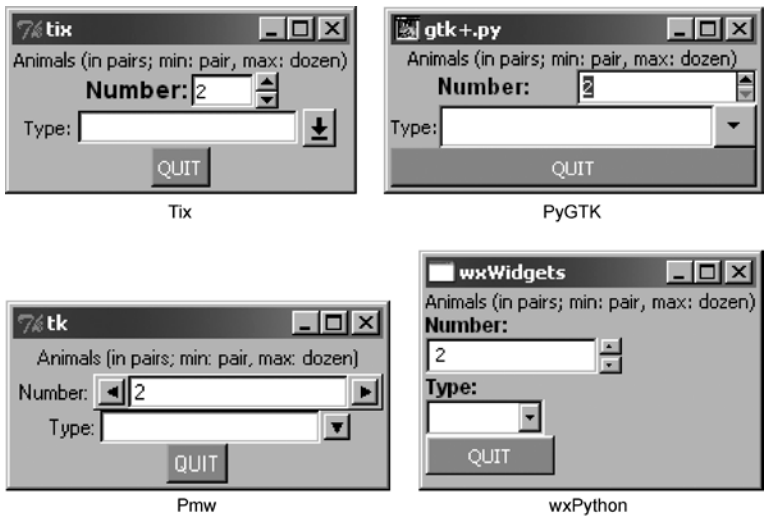 tix
Animals (in pairs; min: pair, max: dozen)
Number: 2
Type:
QUIT
Tix
gtk+.py
Animals (in pairs; min: pair, max: dozen)
Number: 2
Type:
QUIT
PyGTK
tk
Animals (in pairs; min: pair, max: dozen)
Number: 2
Type:
QUIT
Pmw
wxWidgets
Animals (in pairs; min: pair, max: dozen)
Number:
2
Type:
QUIT
wxPython